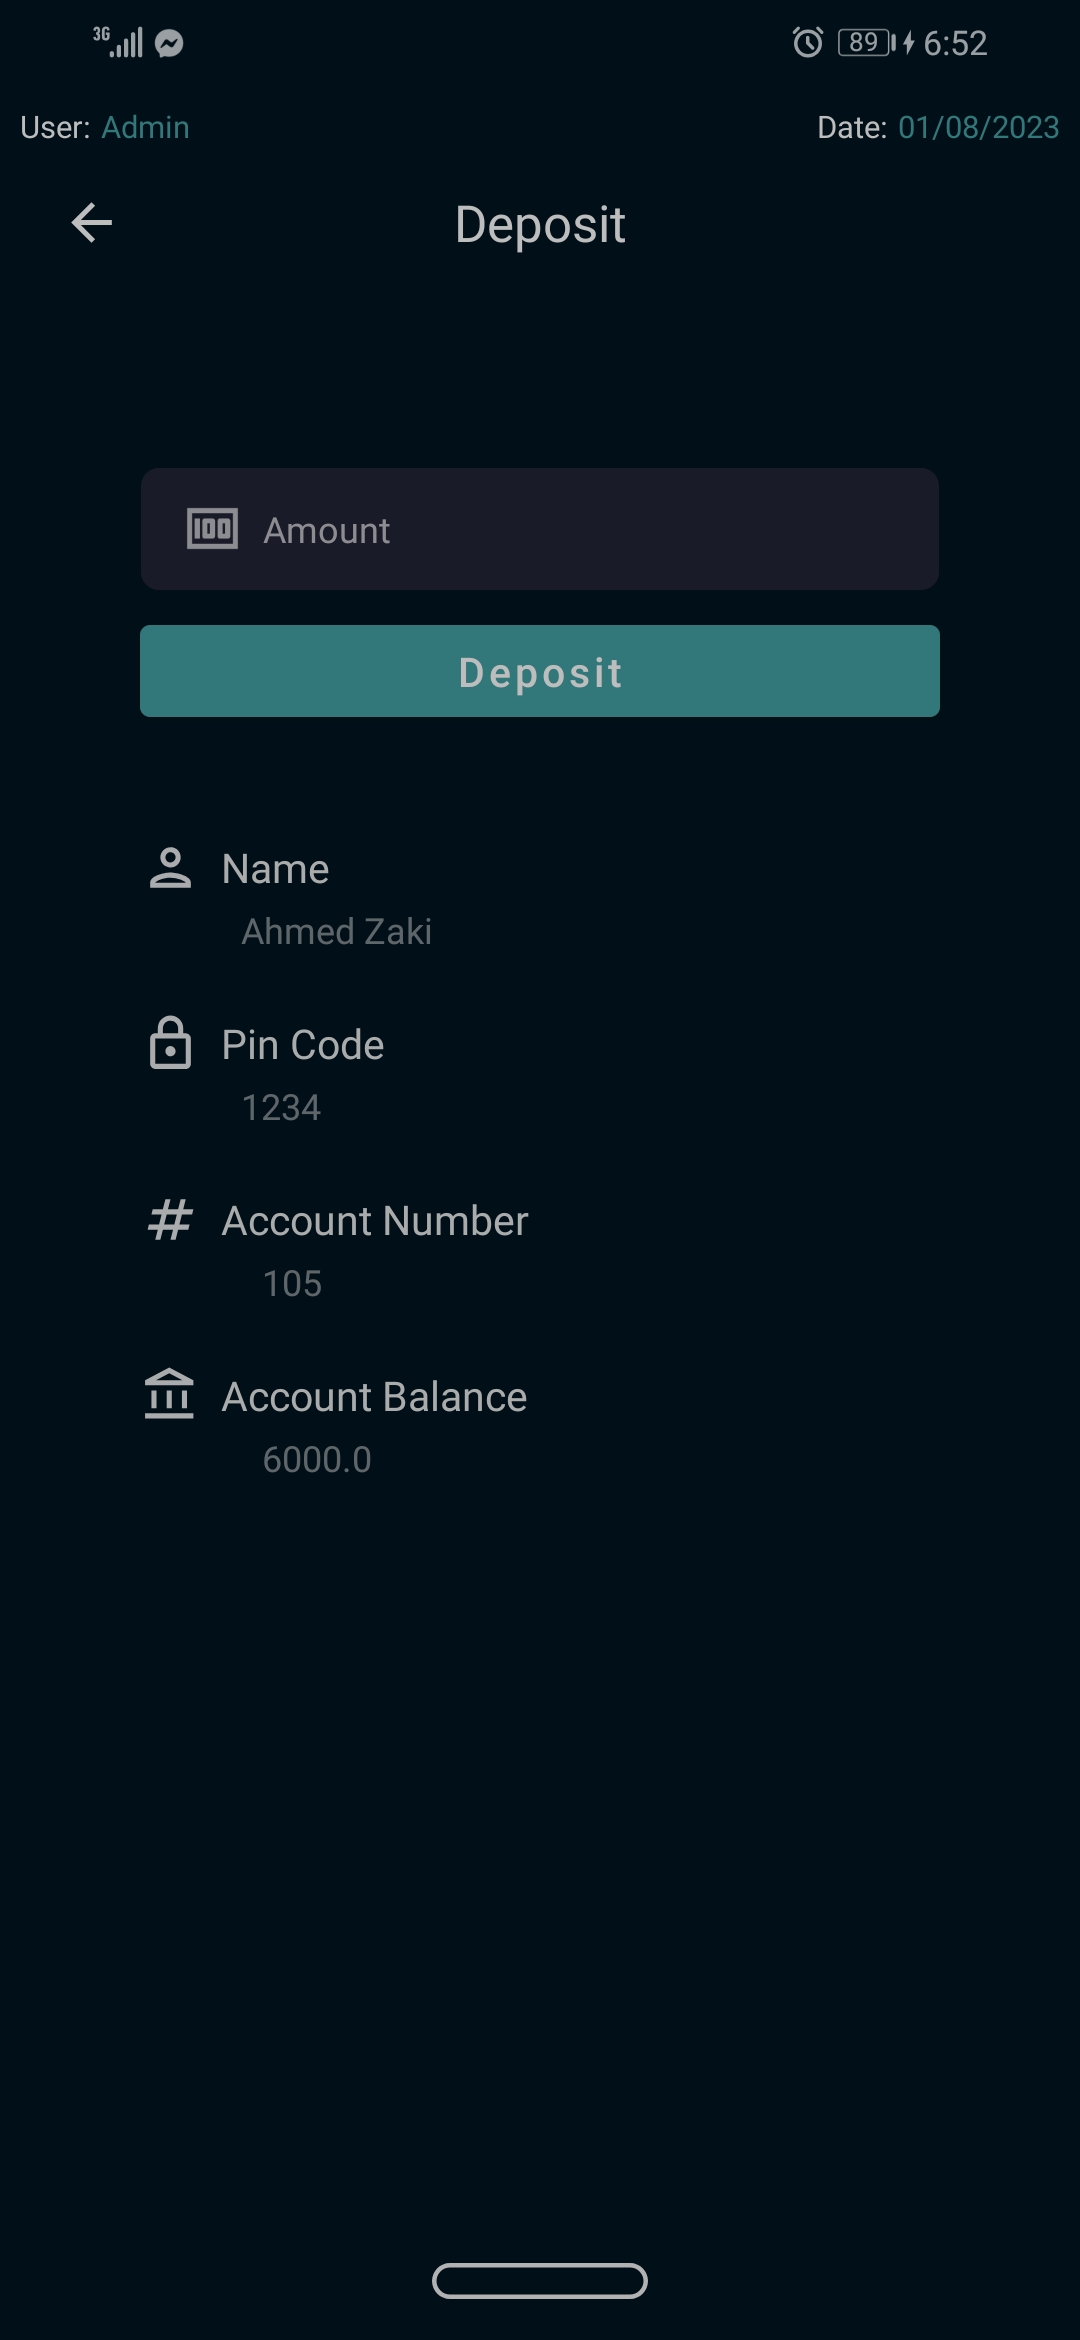 3G 89 6:52
User: Admin Date: 01/08/2023
Deposit
100 Amount
Deposit
Name
Ahmed Zaki
Pin Code
1234
# Account Number
105
Account Balance
6000.0